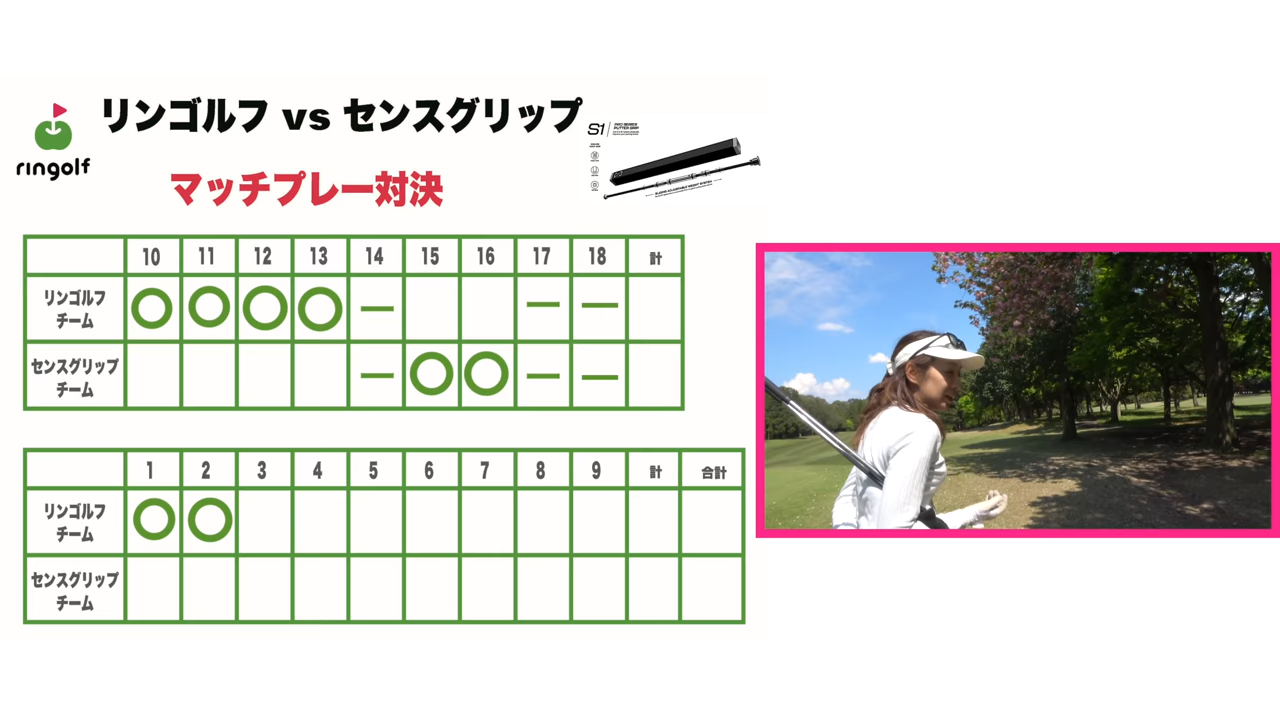 リンゴルフ vs センスグリップ
ringolf
マッチプレー対決
S1 PRO SERIES PUTTER GRIP
10 11 12 13 14 15 16 17 18 計
リンゴルフ
チーム
センスグリップ
チーム
1 2 3 4 5 6 7 8 9 計 合計
リンゴルフ
チーム
センスグリップ
チーム